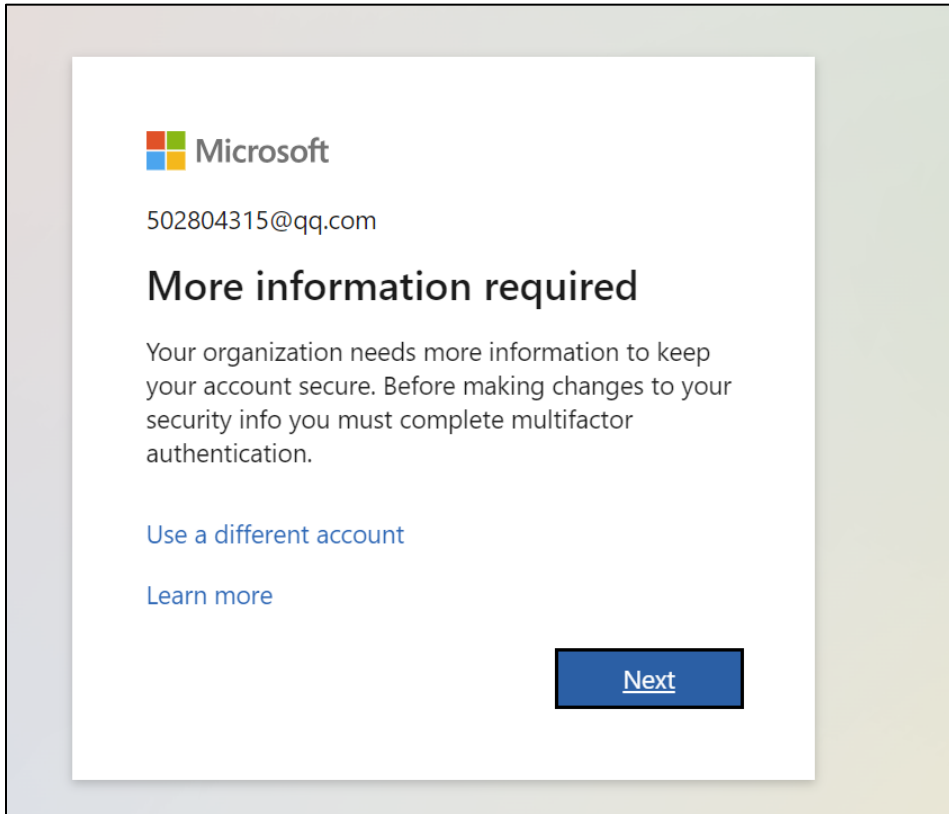 Microsoft
502804315@qq.com
More information required
Your organization needs more information to keep
your account secure. Before making changes to your
security info you must complete multifactor
authentication.
Use a different account
Learn more
Next